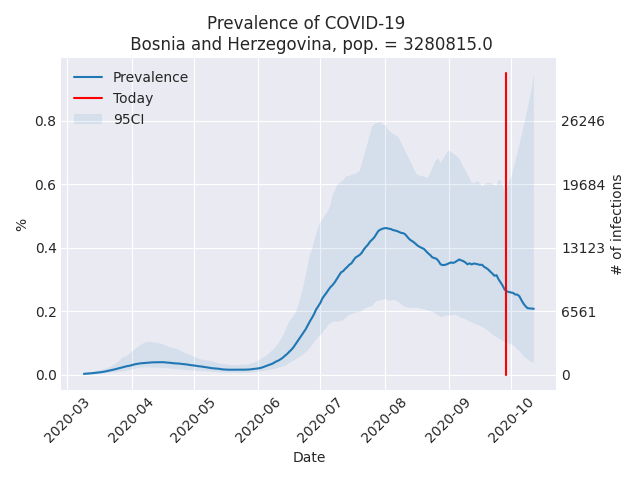 Prevalence of COVID-19
Bosnia and Herzegovina, pop. = 3280815.0
Prevalence
Today
95CI
0.8
0.6
0.4
0.2
0.0
%
26246
19684
13123
6561
0
# of infections
2020-03
2020-04
2020-05
2020-06
2020-07
2020-08
2020-09
2020-10
Date